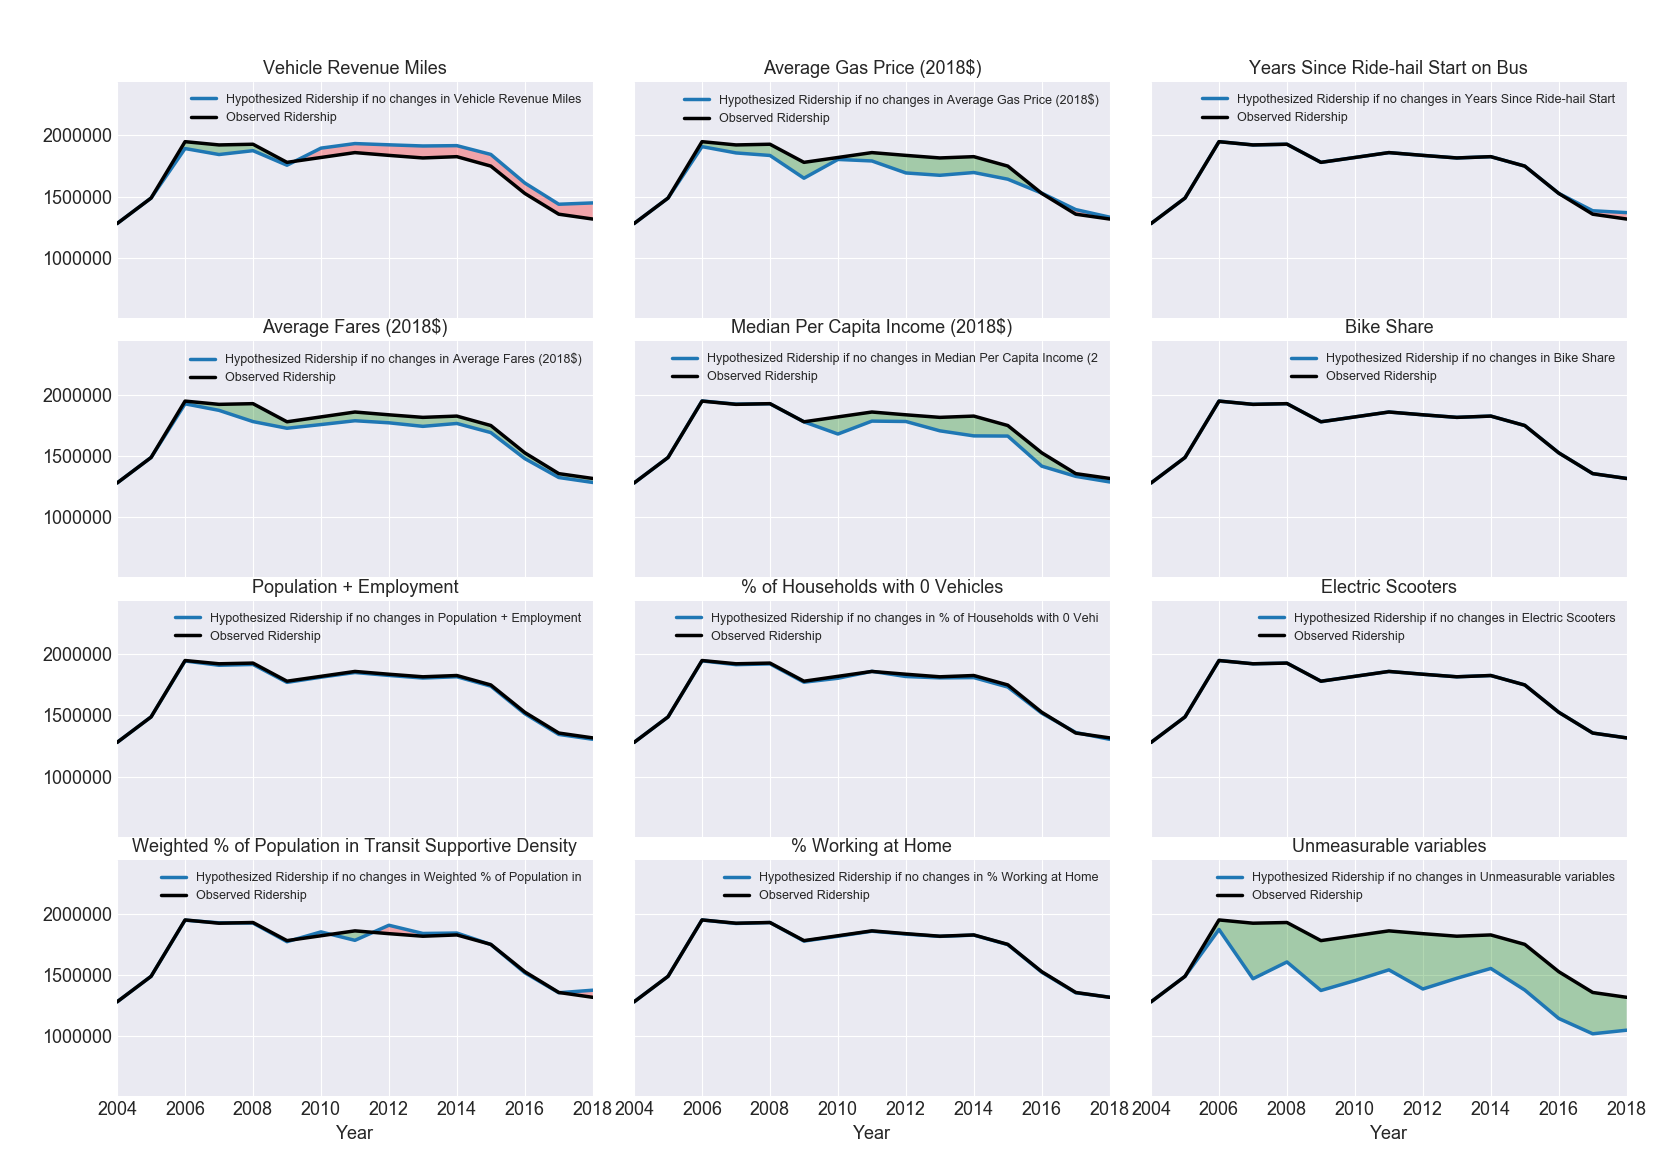 Vehicle Revenue Miles
Average Gas Price (2018$)
Years Since Ride-hail Start on Bus
Hypothesized Ridership if no changes in Vehicle Revenue Miles
Observed Ridership
Hypothesized Ridership if no changes in Average Gas Price (2018$)
Observed Ridership
Hypothesized Ridership if no changes in Years Since Ride-hail Start
Observed Ridership
2000000
1500000
1000000
Average Fares (2018$)
Median Per Capita Income (2018$)
Bike Share
Hypothesized Ridership if no changes in Average Fares (2018$)
Observed Ridership
Hypothesized Ridership if no changes in Median Per Capita Income (2
Observed Ridership
Hypothesized Ridership if no changes in Bike Share
Observed Ridership
2000000
1500000
1000000
Population + Employment
% of Households with 0 Vehicles
Electric Scooters
Hypothesized Ridership if no changes in Population + Employment
Observed Ridership
Hypothesized Ridership if no changes in % of Households with 0 Vehi
Observed Ridership
Hypothesized Ridership if no changes in Electric Scooters
Observed Ridership
2000000
1500000
1000000
Weighted % of Population in Transit Supportive Density
% Working at Home
Unmeasurable variables
Hypothesized Ridership if no changes in Weighted % of Population in
Observed Ridership
Hypothesized Ridership if no changes in % Working at Home
Observed Ridership
Hypothesized Ridership if no changes in Unmeasurable variables
Observed Ridership
2000000
1500000
1000000
2004 2006 2008 2010 2012 2014 2016 2018
2004 2006 2008 2010 2012 2014 2016 2018
2004 2006 2008 2010 2012 2014 2016 2018
Year
Year
Year